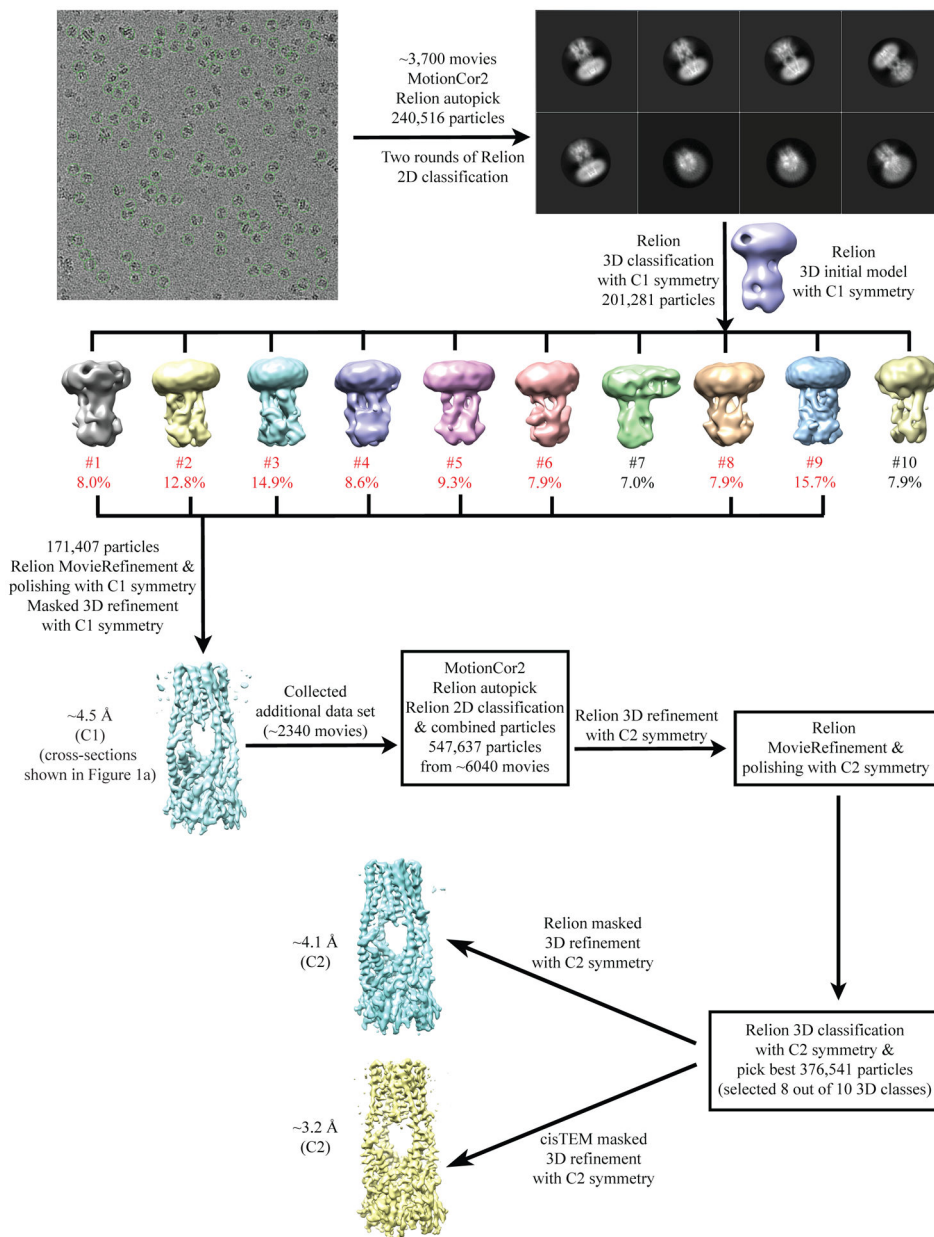 ~3,700 movies
MotionCor2
Relion autopick
240,516 particles
Two rounds of Relion
2D classification
Relion
3D classification
with C1 symmetry
201,281 particles
Relion
3D initial model
with C1 symmetry
#1 #2 #3 #4 #5 #6 #7 #8 #9 #10
8.0% 12.8% 14.9% 8.6% 9.3% 7.9% 7.0% 7.9% 15.7% 7.9%
171,407 particles
Relion MovieRefinement &
polishing with C1 symmetry
Masked 3D refinement
with C1 symmetry
~4.5 Å
(C1)
(cross-sections
shown in Figure 1a)
Collected
additional data set
(~2340 movies)
MotionCor2
Relion autopick
Relion 2D classification
& combined particles
547,637 particles
from ~6040 movies
Relion 3D refinement
with C2 symmetry
Relion
MovieRefinement &
polishing with C2 symmetry
~4.1 Å
(C2)
Relion masked
3D refinement
with C2 symmetry
Relion 3D classification
with C2 symmetry &
pick best 376,541 particles
(selected 8 out of 10 3D classes)
~3.2 Å
(C2)
cisTEM masked
3D refinement
with C2 symmetry